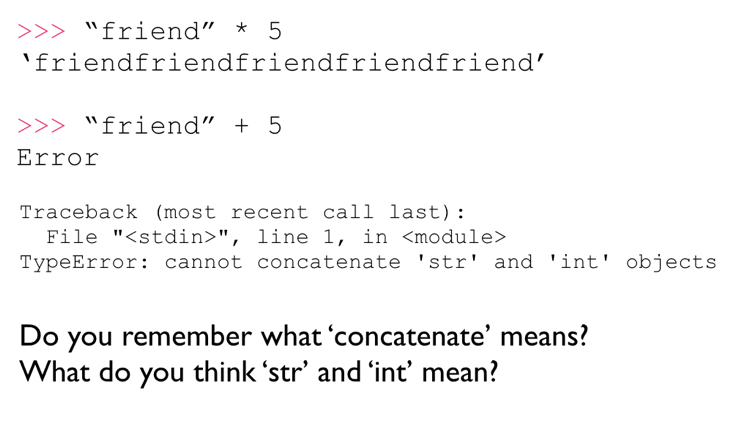 >>> “friend” * 5
‘friendfriendfriendfriendfriend’
>>> “friend” + 5
Error
Traceback (most recent call last):
  File "<stdin>", line 1, in <module>
TypeError: cannot concatenate 'str' and 'int' objects
Do you remember what ‘concatenate’ means?
What do you think ‘str’ and ‘int’ mean?